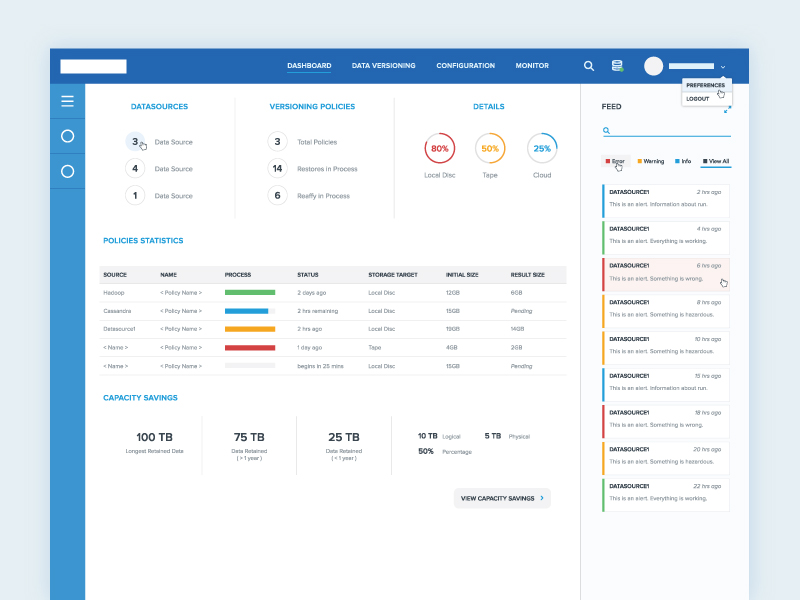 DASHBOARD DATA VERSIONING CONFIGURATION MONITOR
PREFERENCES
LOGOUT
DATASOURCES
3 Data Source
4 Data Source
1 Data Source
VERSIONING POLICIES
3 Total Policies
14 Restores in Process
6 Reaffy in Process
DETAILS
80% 50% 25%
Local Disc Tape Cloud
POLICIES STATISTICS
SOURCE NAME PROCESS STATUS STORAGE TARGET INITIAL SIZE RESULT SIZE
Hadoop < Policy Name > 2 days ago Local Disc 12GB 6GB
Cassandra < Policy Name > 2 hrs remaining Local Disc 15GB Pending
Datasource1 < Policy Name > 2 hrs ago Local Disc 19GB 14GB
< Name > < Policy Name > 1 day ago Tape 4GB 2GB
< Name > < Policy Name > begins in 25 mins Local Disc 15GB Pending
CAPACITY SAVINGS
100 TB
Longest Retained Data
75 TB
Data Retained
( > 1 year )
25 TB
Data Retained
( < 1 year )
10 TB Logical 5 TB Physical
50% Percentage
VIEW CAPACITY SAVINGS
FEED
Error Warning Info View All
DATASOURCE1 2 hrs ago
This is an alert. Information about run.
DATASOURCE1 4 hrs ago
This is an alert. Everything is working.
DATASOURCE1 6 hrs ago
This is an alert. Something is wrong.
DATASOURCE1 8 hrs ago
This is an alert. Something is hazardous.
DATASOURCE1 10 hrs ago
This is an alert. Something is hazardous.
DATASOURCE1 15 hrs ago
This is an alert. Information about run.
DATASOURCE1 18 hrs ago
This is an alert. Something is wrong.
DATASOURCE1 20 hrs ago
This is an alert. Something is hazardous.
DATASOURCE1 22 hrs ago
This is an alert. Everything is working.